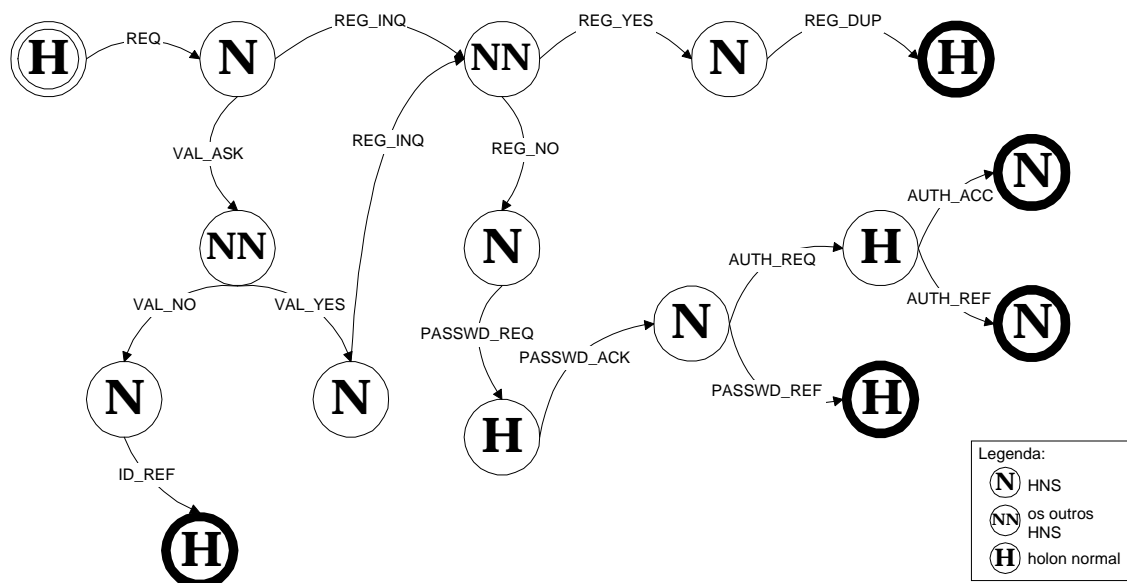 REG_INQ
REG_YES
REG_DUP
REQ
H
N
NN
N
H
REG_INQ
VAL_ASK
REG_NO
N
AUTH_ACC
NN
N
H
AUTH_REQ
VAL_NO
VAL_YES
AUTH_REF
N
N
PASSWD_REQ
PASSWD_ACK
PASSWD_REF
N
N
H
H
Legenda:
N HNS
NN os outros
HNS
H holon normal
ID_REF
H